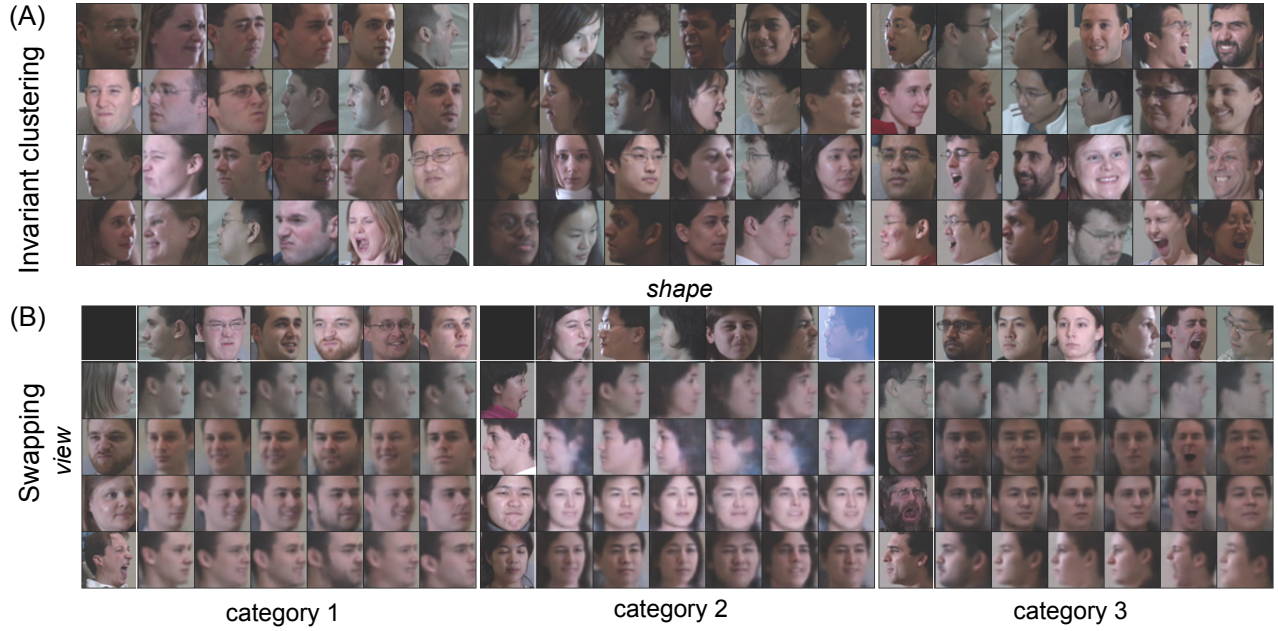 (A)
Invariant clustering
shape
(B)
Swapping
view
category 1
category 2
category 3